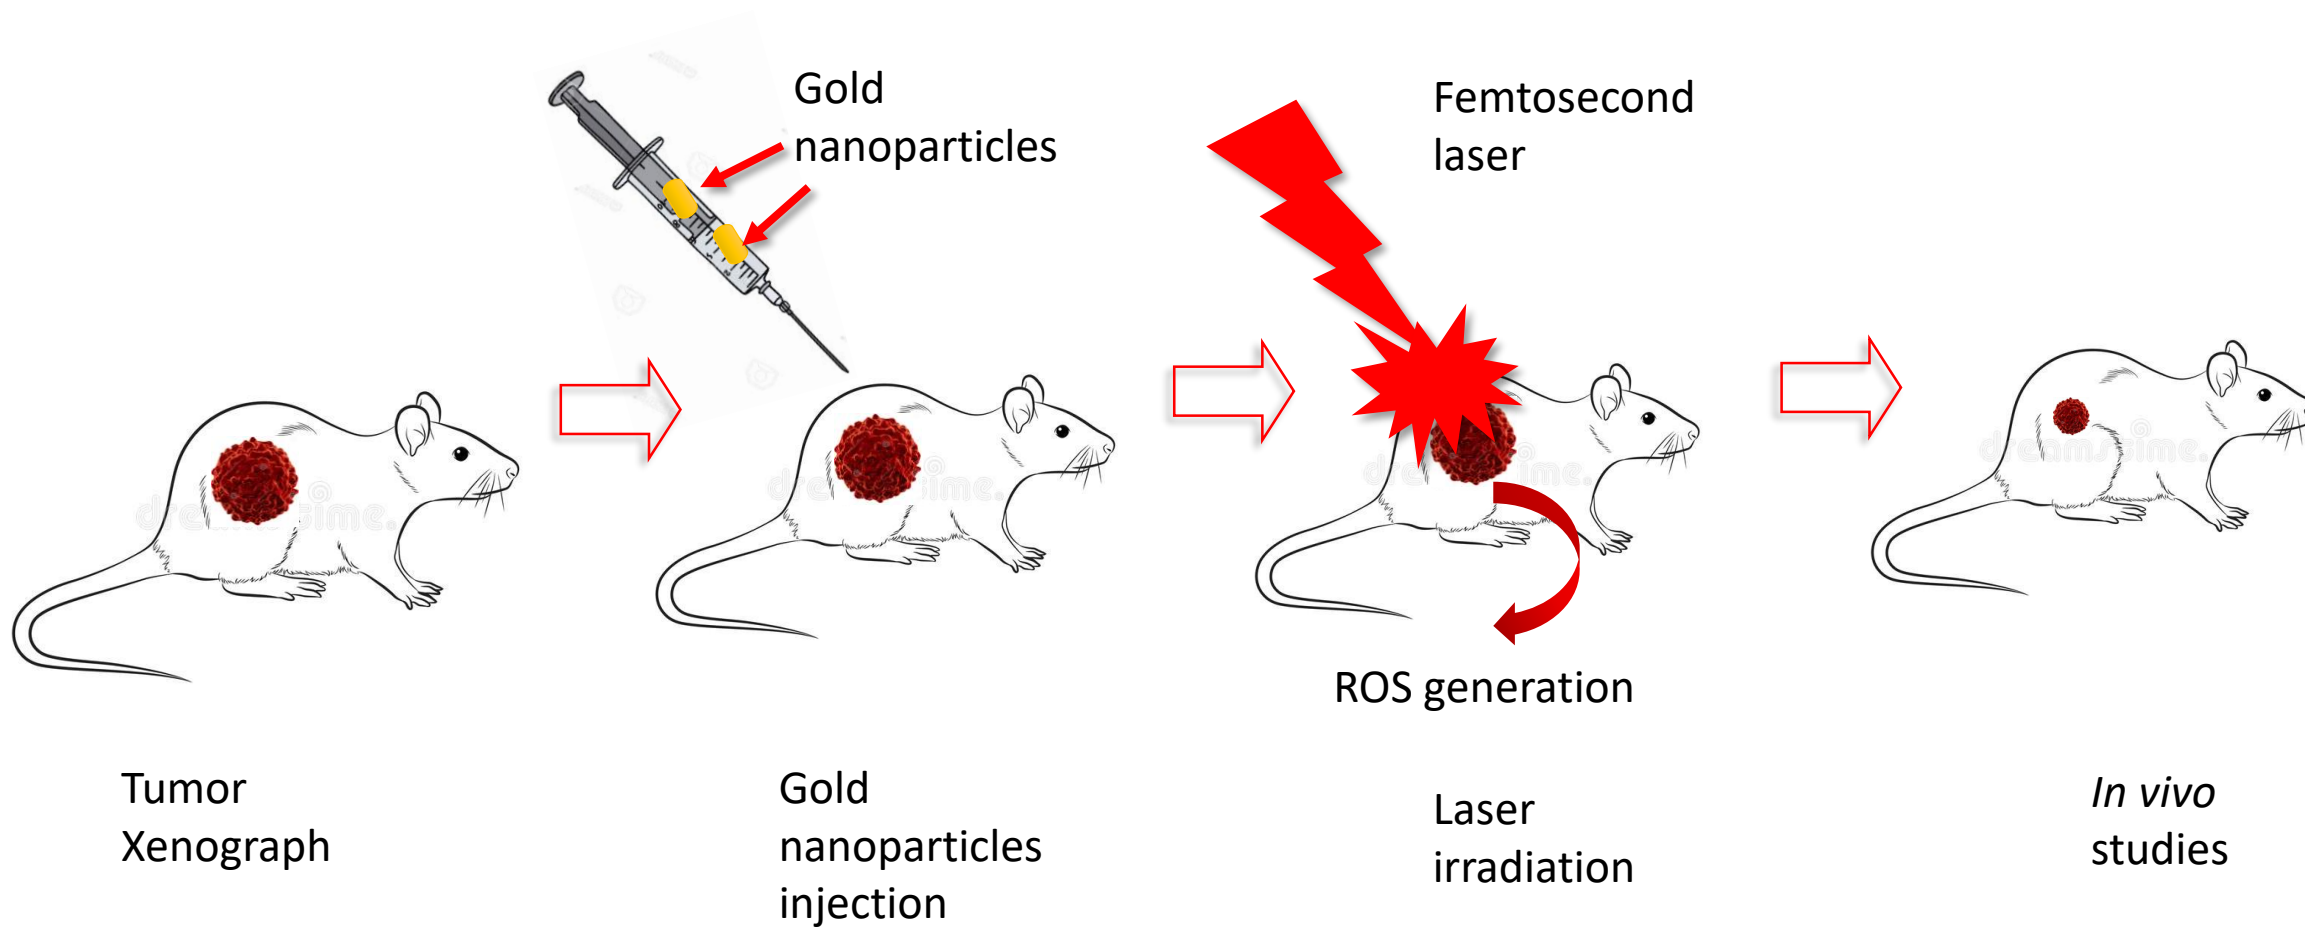 Gold
nanoparticles
Femtosecond
laser
ROS generation
Tumor
Xenograph
Gold
nanoparticles
injection
Laser
irradiation
In vivo
studies